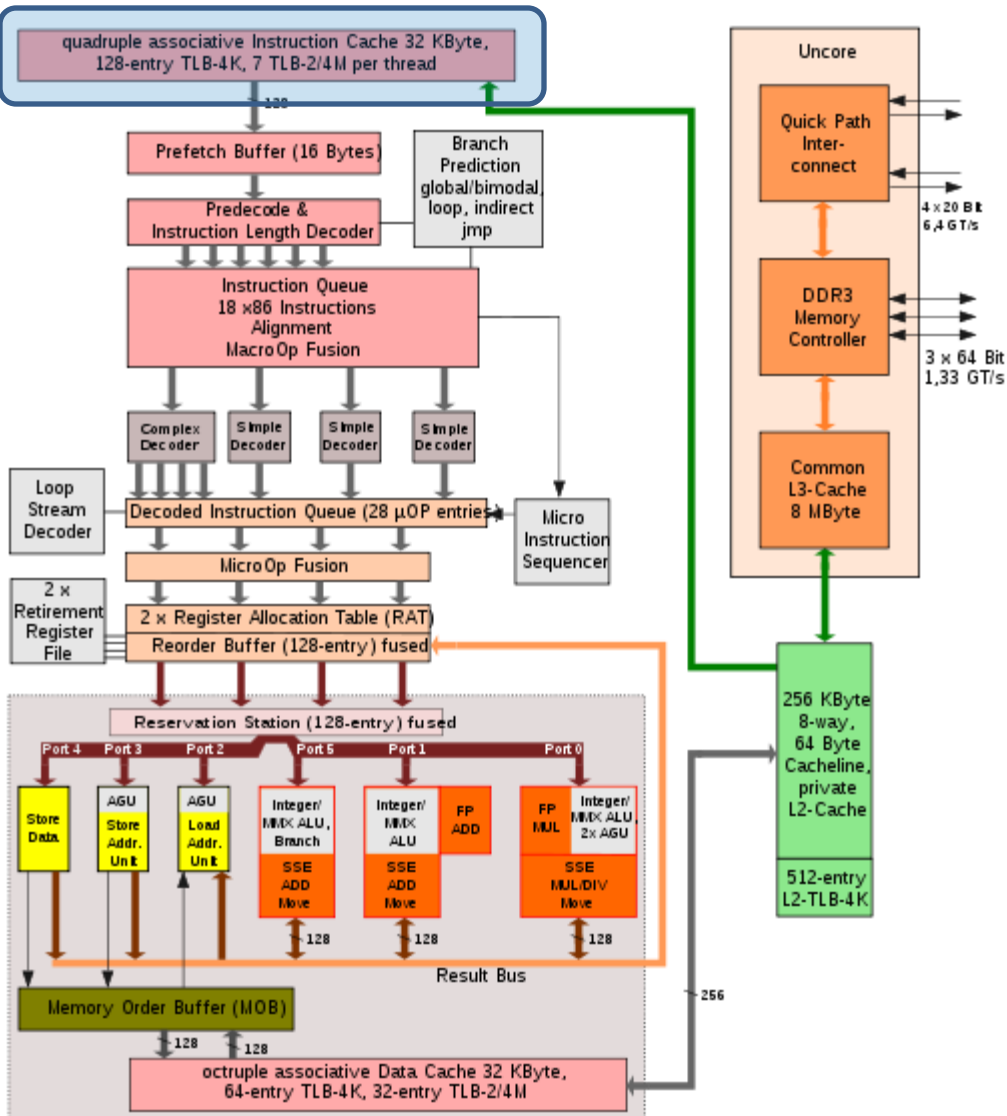 quadruple associative Instruction Cache 32 KByte,
128-entry TLB-4K, 7 TLB-2/4M per thread
128
Prefetch Buffer (16 Bytes)
Predecode &
Instruction Length Decoder
Branch
Prediction
global/bimodal,
loop, indirect
jmp
Instruction Queue
18 x86 Instructions
Alignment
MacroOp Fusion
Complex
Decoder
Simple
Decoder
Simple
Decoder
Simple
Decoder
Loop
Stream
Decoder
Decoded Instruction Queue (28 µOP entries)
Micro
Instruction
Sequencer
MicroOp Fusion
2 x
Retirement
Register
File
2 x Register Allocation Table (RAT)
Reorder Buffer (128-entry) fused
Reservation Station (128-entry) fused
Port 4
Port 3
Port 2
Port 5
Port 1
Port 0
Store
Data
AGU
Store
Addr.
Unit
AGU
Load
Addr.
Unit
Integer/
MMX ALU,
Branch
SSE
ADD
Move
Integer/
MMX
ALU
SSE
ADD
Move
FP
ADD
FP
MUL
Integer/
MMX ALU,
2x AGU
SSE
MUL/DIV
Move
128
128
128
Result Bus
Memory Order Buffer (MOB)
128
128
octruple associative Data Cache 32 KByte,
64-entry TLB-4K, 32-entry TLB-2/4M
Uncore
Quick Path
Inter-
connect
4 x 20 Bit
6,4 GT/s
DDR3
Memory
Controller
3 x 64 Bit
1,33 GT/s
Common
L3-Cache
8 MByte
256 KByte
8-way,
64 Byte
Cacheline,
private
L2-Cache
512-entry
L2-TLB-4K
256